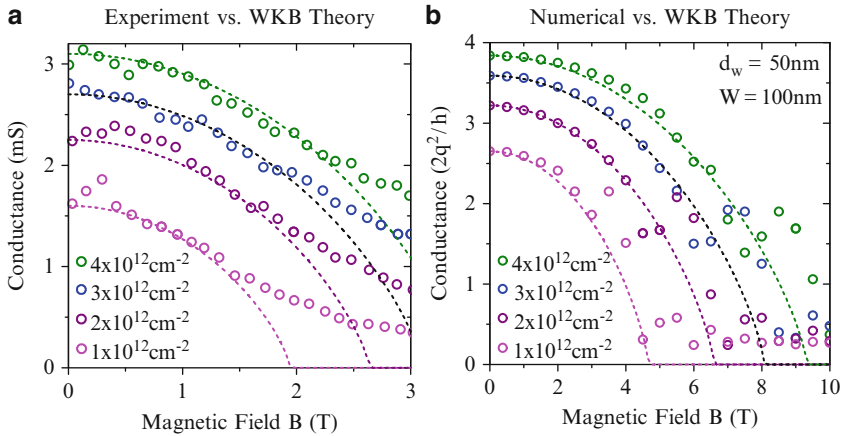 a Experiment vs. WKB Theory
Conductance (mS)
3
2
1
0
4x10¹²cm⁻²
3x10¹²cm⁻²
2x10¹²cm⁻²
1x10¹²cm⁻²
0 1 2 3
Magnetic Field B (T)
b Numerical vs. WKB Theory
Conductance (2q²/h)
4
3
2
1
0
d_w = 50nm
W = 100nm
4x10¹²cm⁻²
3x10¹²cm⁻²
2x10¹²cm⁻²
1x10¹²cm⁻²
0 2 4 6 8 10
Magnetic Field B (T)